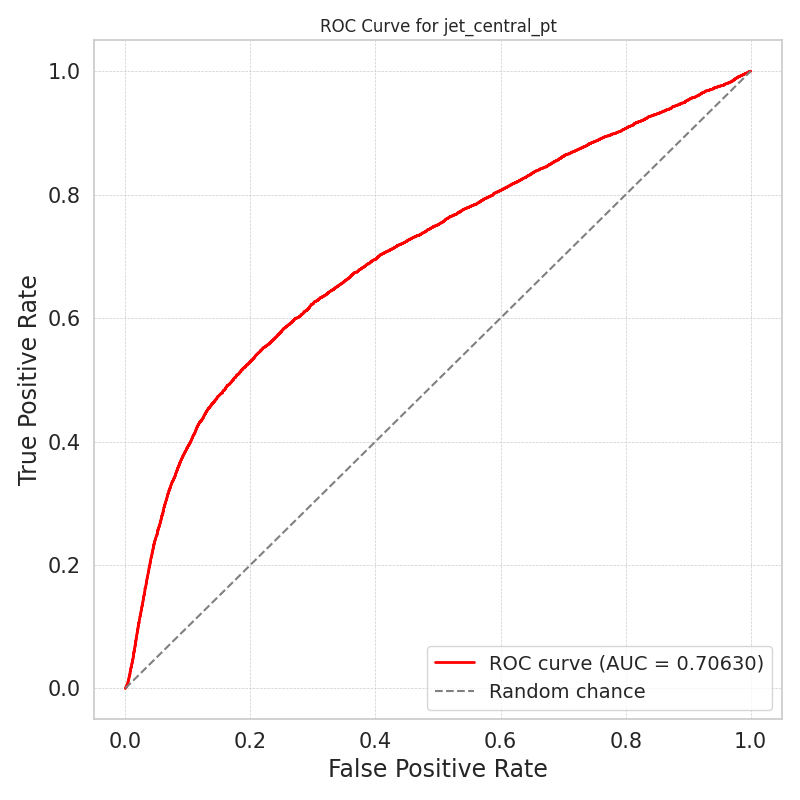 ROC Curve for jet_central_pt
1.0
0.8
0.6
0.4
0.2
0.0
True Positive Rate
0.0 0.2 0.4 0.6 0.8 1.0
False Positive Rate
ROC curve (AUC = 0.70630)
Random chance